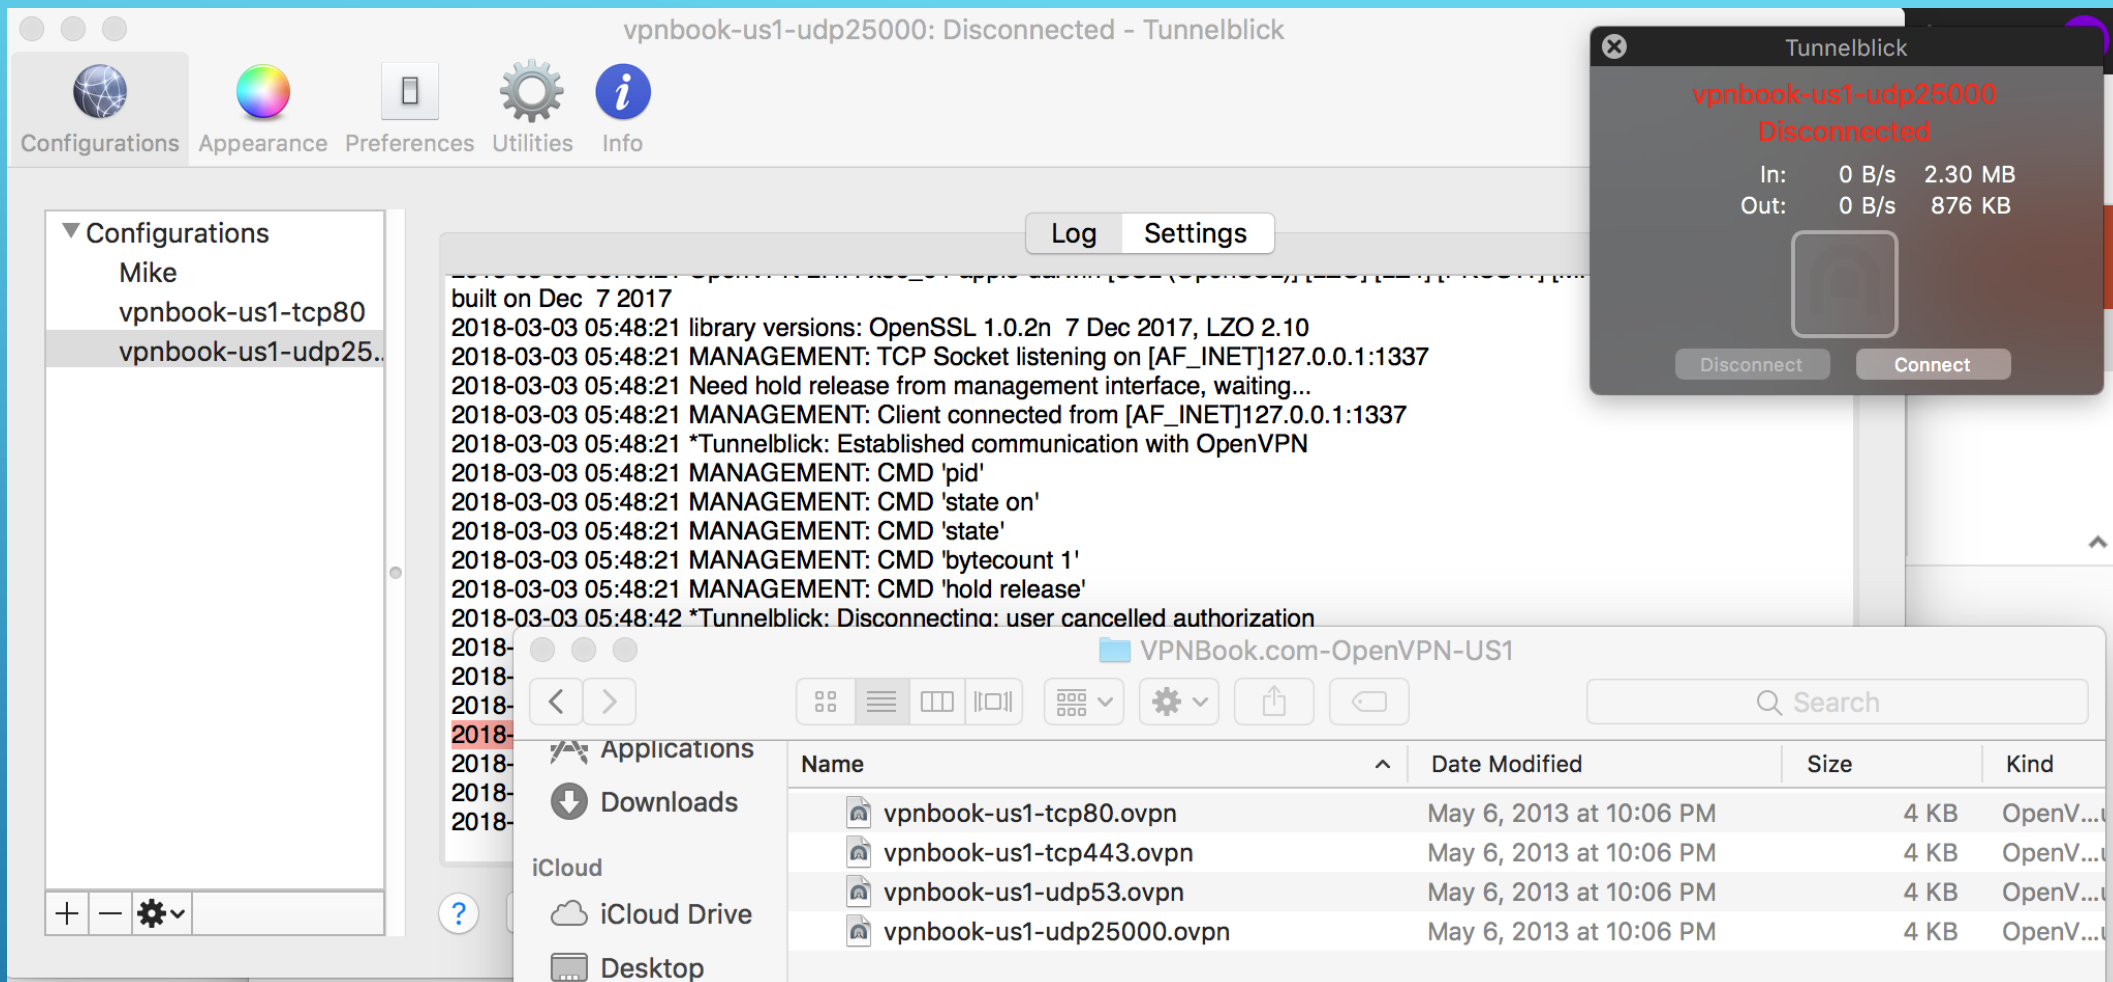 vpnbook-us1-udp25000: Disconnected - Tunnelblick
Configurations
Appearance
Preferences
Utilities
Info
Configurations
Mike
vpnbook-us1-tcp80
vpnbook-us1-udp25..
Log
Settings
built on Dec  7 2017
2018-03-03 05:48:21 library versions: OpenSSL 1.0.2n  7 Dec 2017, LZO 2.10
2018-03-03 05:48:21 MANAGEMENT: TCP Socket listening on [AF_INET]127.0.0.1:1337
2018-03-03 05:48:21 Need hold release from management interface, waiting...
2018-03-03 05:48:21 MANAGEMENT: Client connected from [AF_INET]127.0.0.1:1337
2018-03-03 05:48:21 *Tunnelblick: Established communication with OpenVPN
2018-03-03 05:48:21 MANAGEMENT: CMD 'pid'
2018-03-03 05:48:21 MANAGEMENT: CMD 'state on'
2018-03-03 05:48:21 MANAGEMENT: CMD 'state'
2018-03-03 05:48:21 MANAGEMENT: CMD 'bytecount 1'
2018-03-03 05:48:21 MANAGEMENT: CMD 'hold release'
2018-03-03 05:48:42 *Tunnelblick: Disconnecting; user cancelled authorization
2018-
2018-
2018-
2018-
2018-
2018-
2018-
?
Tunnelblick
vpnbook-us1-udp25000
Disconnected
In: 0 B/s 2.30 MB
Out: 0 B/s 876 KB
Disconnect
Connect
VPNBook.com-OpenVPN-US1
Search
Applications
Downloads
iCloud
iCloud Drive
Desktop
Name Date Modified Size Kind
vpnbook-us1-tcp80.ovpn May 6, 2013 at 10:06 PM 4 KB OpenV...
vpnbook-us1-tcp443.ovpn May 6, 2013 at 10:06 PM 4 KB OpenV...
vpnbook-us1-udp53.ovpn May 6, 2013 at 10:06 PM 4 KB OpenV...
vpnbook-us1-udp25000.ovpn May 6, 2013 at 10:06 PM 4 KB OpenV...